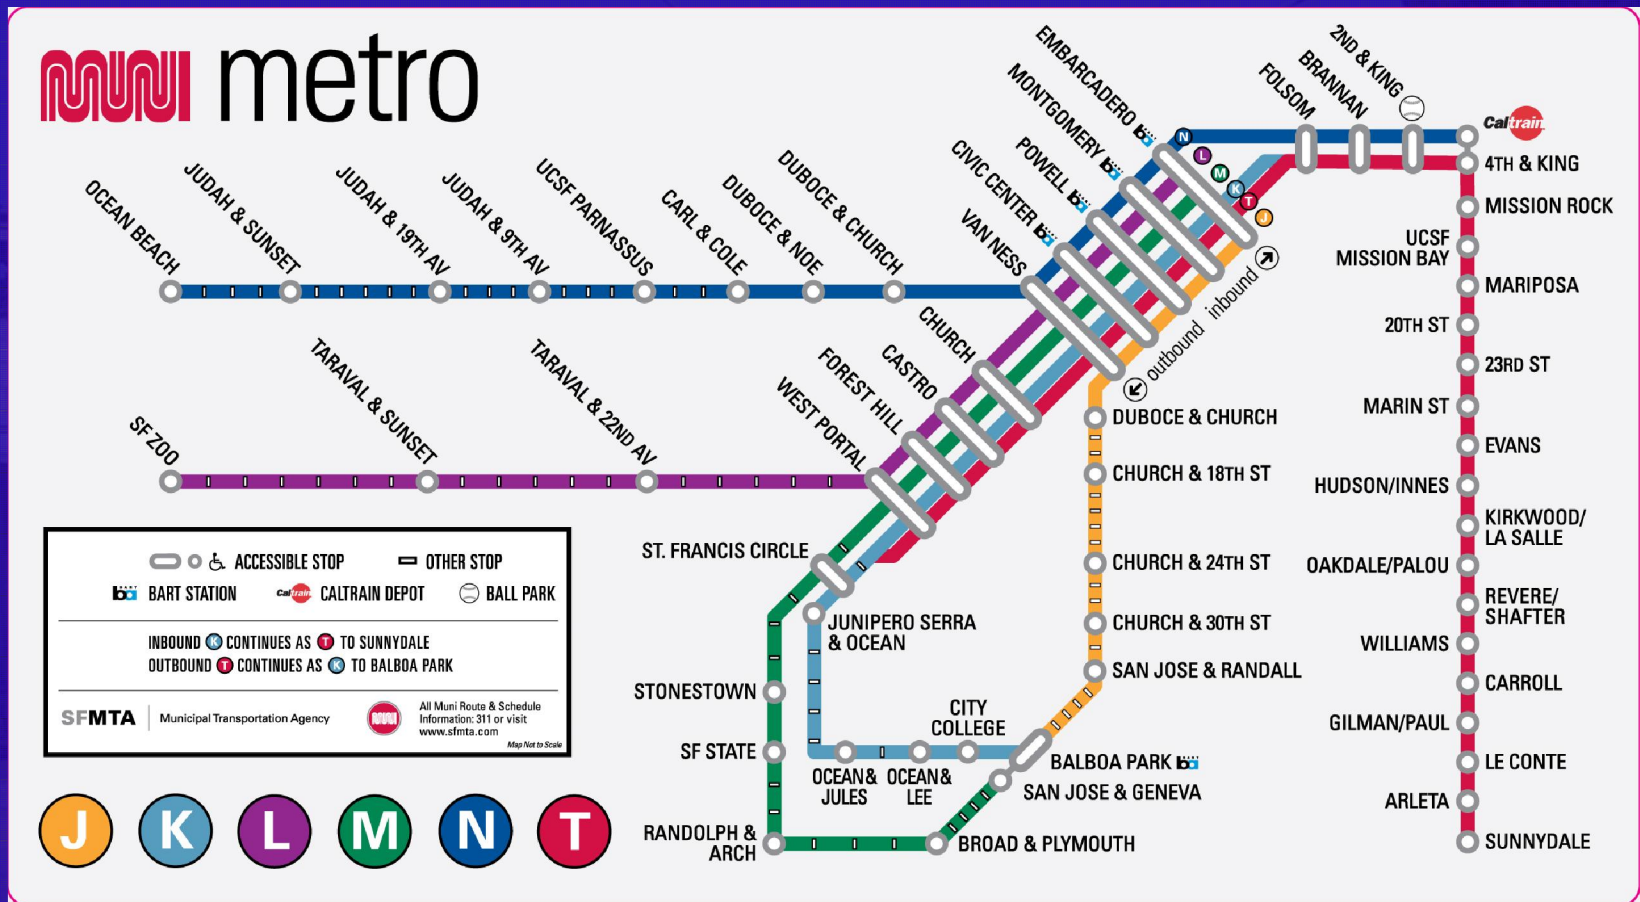 MUNI metro
EMBARCADERO
MONTGOMERY
POWELL
CIVIC CENTER
VAN NESS
2ND & KING
BRANNAN
FOLSOM
Caltrain
4TH & KING
MISSION ROCK
UCSF
MISSION BAY
MARIPOSA
20TH ST
23RD ST
MARIN ST
EVANS
HUDSON/INNES
KIRKWOOD/
LA SALLE
OAKDALE/PALOU
REVERE/
SHAFTER
WILLIAMS
CARROLL
GILMAN/PAUL
LE CONTE
ARLETA
SUNNYDALE
N
L
M
K
T
J
inbound
outbound
OCEAN BEACH
JUDAH & SUNSET
JUDAH & 19TH AV
JUDAH & 9TH AV
UCSF PARNASSUS
CARL & COLE
DUBOCE & NOE
DUBOCE & CHURCH
CHURCH
CASTRO
FOREST HILL
WEST PORTAL
SF ZOO
TARAVAL & SUNSET
TARAVAL & 22ND AV
DUBOCE & CHURCH
CHURCH & 18TH ST
CHURCH & 24TH ST
CHURCH & 30TH ST
SAN JOSE & RANDALL
ST. FRANCIS CIRCLE
JUNIPERO SERRA
& OCEAN
STONESTOWN
SF STATE
RANDOLPH &
ARCH
CITY
COLLEGE
OCEAN &
JULES
OCEAN &
LEE
BALBOA PARK ba
SAN JOSE & GENEVA
BROAD & PLYMOUTH
ACCESSIBLE STOP OTHER STOP
ba BART STATION Caltrain CALTRAIN DEPOT BALL PARK
INBOUND K CONTINUES AS T TO SUNNYDALE
OUTBOUND T CONTINUES AS K TO BALBOA PARK
SFMTA Municipal Transportation Agency
All Muni Route & Schedule
Information: 311 or visit
www.sfmta.com
Map Not to Scale
J K L M N T